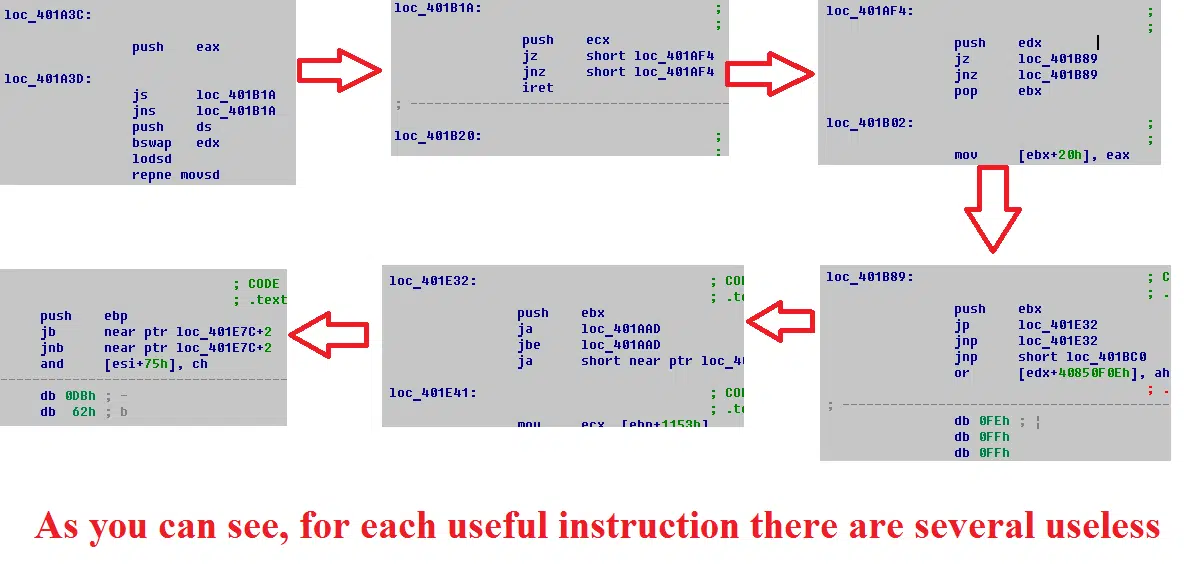 loc_401A3C:
push eax
loc_401A3D:
js loc_401B1A
jns loc_401B1A
push ds
bswap edx
lodsd
repne movsd
loc_401B1A: ;
;
push ecx
jz short loc_401AF4
jnz short loc_401AF4
iret
; ----------------------------------------
loc_401B20: ;
;
loc_401AF4: ;
;
push edx
jz loc_401B89
jnz loc_401B89
pop ebx
loc_401B02: ;
;
mov [ebx+20h], eax
loc_401B89: ; C
; .
push ebx
jp loc_401E32
jnp loc_401E32
jnp short loc_401BC0
or [edx+40850F0Eh], ah
; .
; ----------------------------------------
db 0FEh ; ¦
db 0FFh
db 0FFh
loc_401E32: ; COI
; .te
push ebx
ja loc_401AAD
jbe loc_401AAD
ja short near ptr loc_4
loc_401E41: ; COI
; .te
mov ecx, [ebp+1153h]
; CODE
; .text
push ebp
jb near ptr loc_401E7C+2
jnb near ptr loc_401E7C+2
and [esi+75h], ch
----------------------------------------
db 0DBh ; -
db 62h ; b
As you can see, for each useful instruction there are several useless